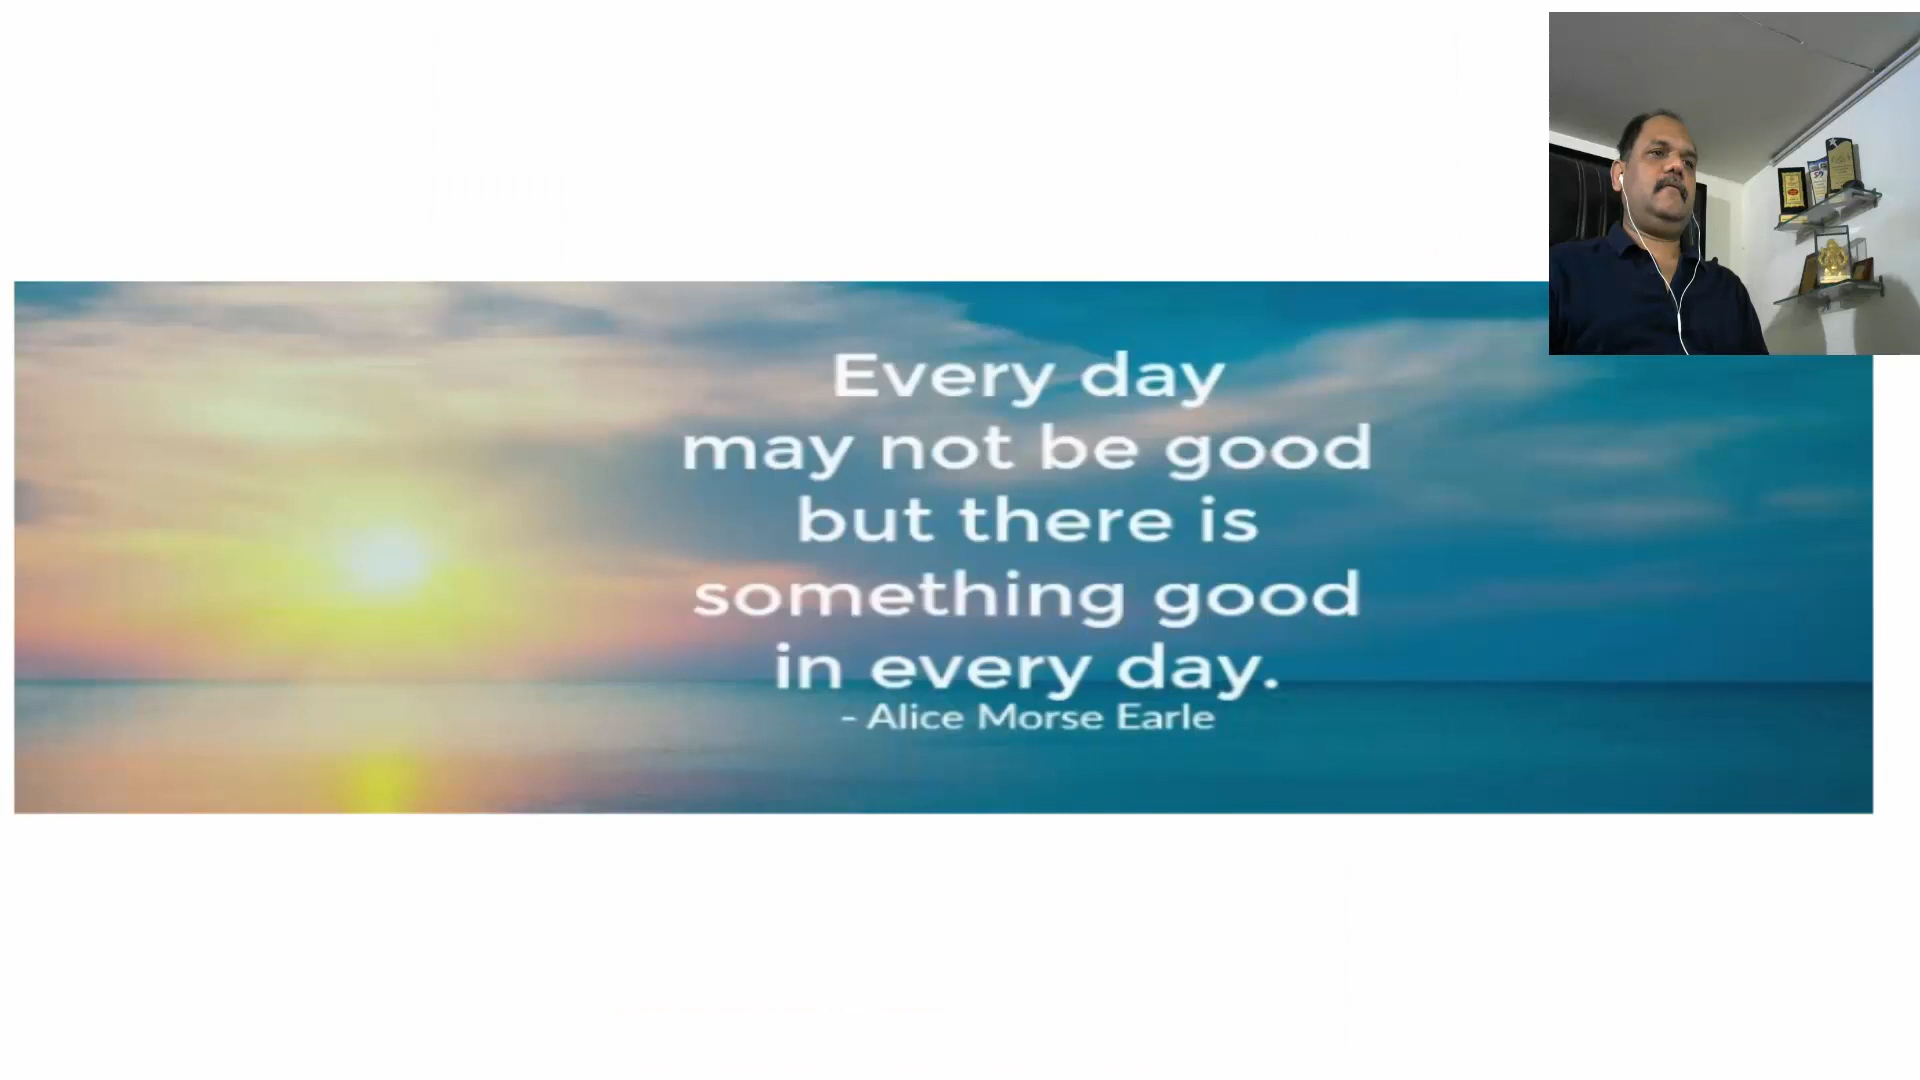 Every day
may not be good
but there is
something good
in every day.
- Alice Morse Earle